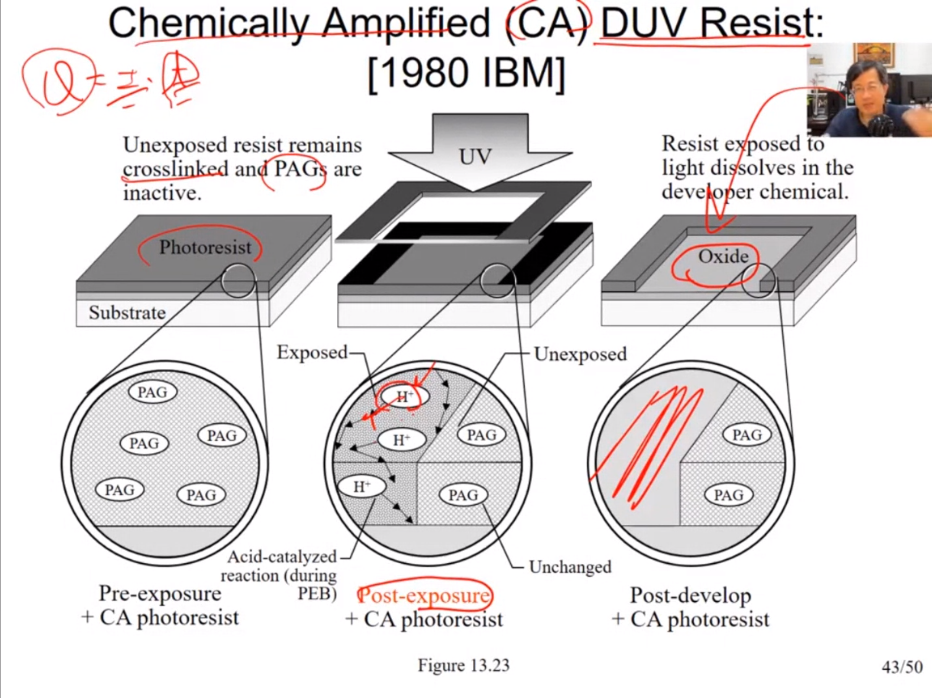 Chemically Amplified (CA) DUV Resist:
[1980 IBM]
Unexposed resist remains
crosslinked and PAGs are
inactive.
UV
Resist exposed to
light dissolves in the
developer chemical.
Photoresist
Substrate
Oxide
Exposed
Unexposed
PAG
PAG
PAG
PAG
PAG
H+
H+
H+
PAG
PAG
PAG
PAG
Acid-catalyzed
reaction (during
PEB)
Unchanged
Pre-exposure
+ CA photoresist
Post-exposure
+ CA photoresist
Post-develop
+ CA photoresist
Figure 13.23
43/50